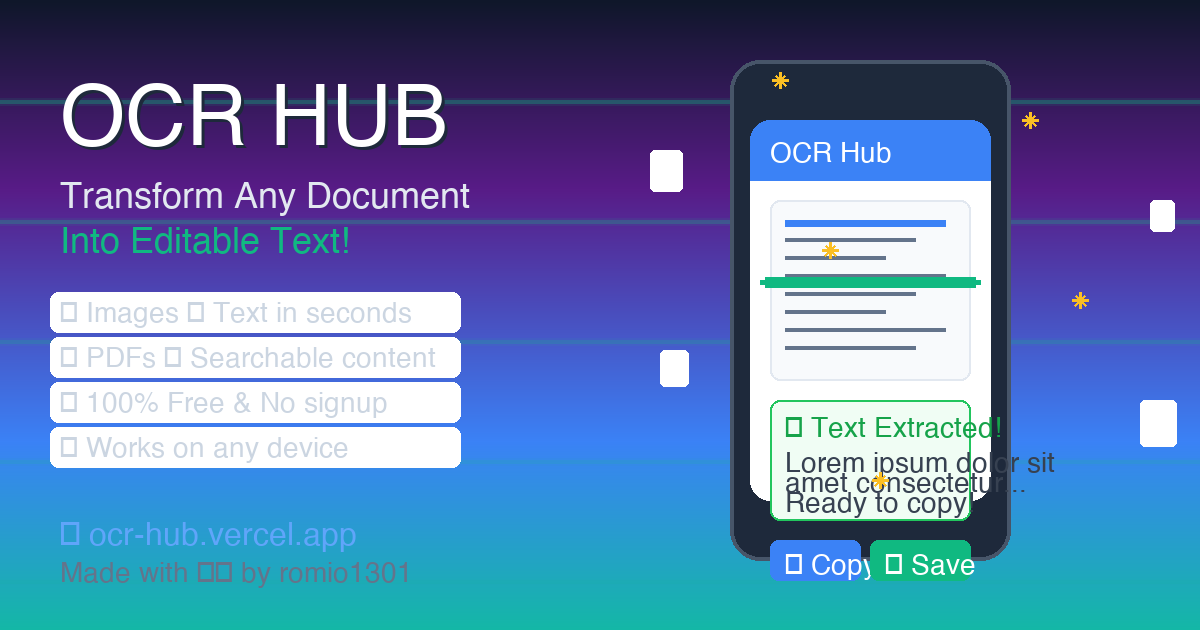 OCR HUB
Transform Any Document
Into Editable Text!
□ Images □ Text in seconds
□ PDFs □ Searchable content
□ 100% Free & No signup
□ Works on any device
□ ocr-hub.vercel.app
Made with □□ by romio1301
OCR Hub
□ Text Extracted!
Lorem ipsum dolor sit
amet consectetur...
Ready to copy
□ Copy
□ Save